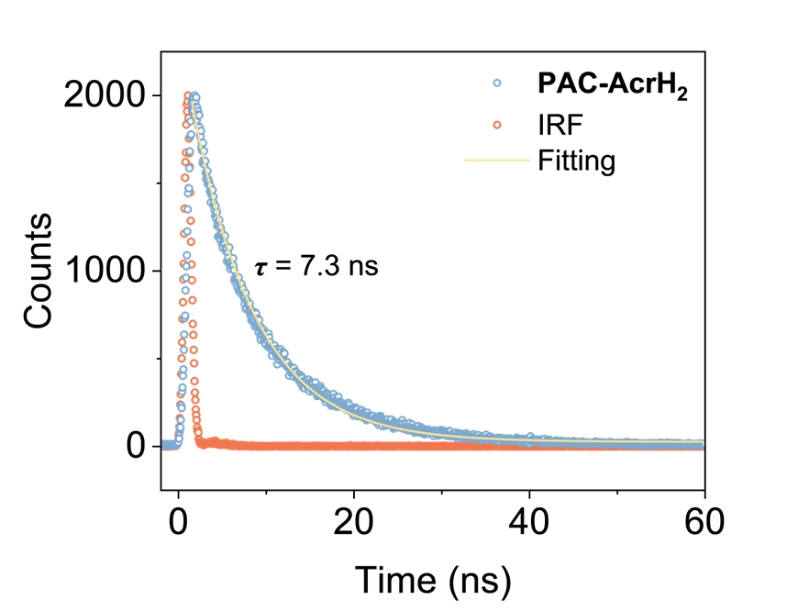 PAC-AcrH₂
IRF
Fitting
τ = 7.3 ns
Counts
2000
1000
0
0 20 40 60
Time (ns)